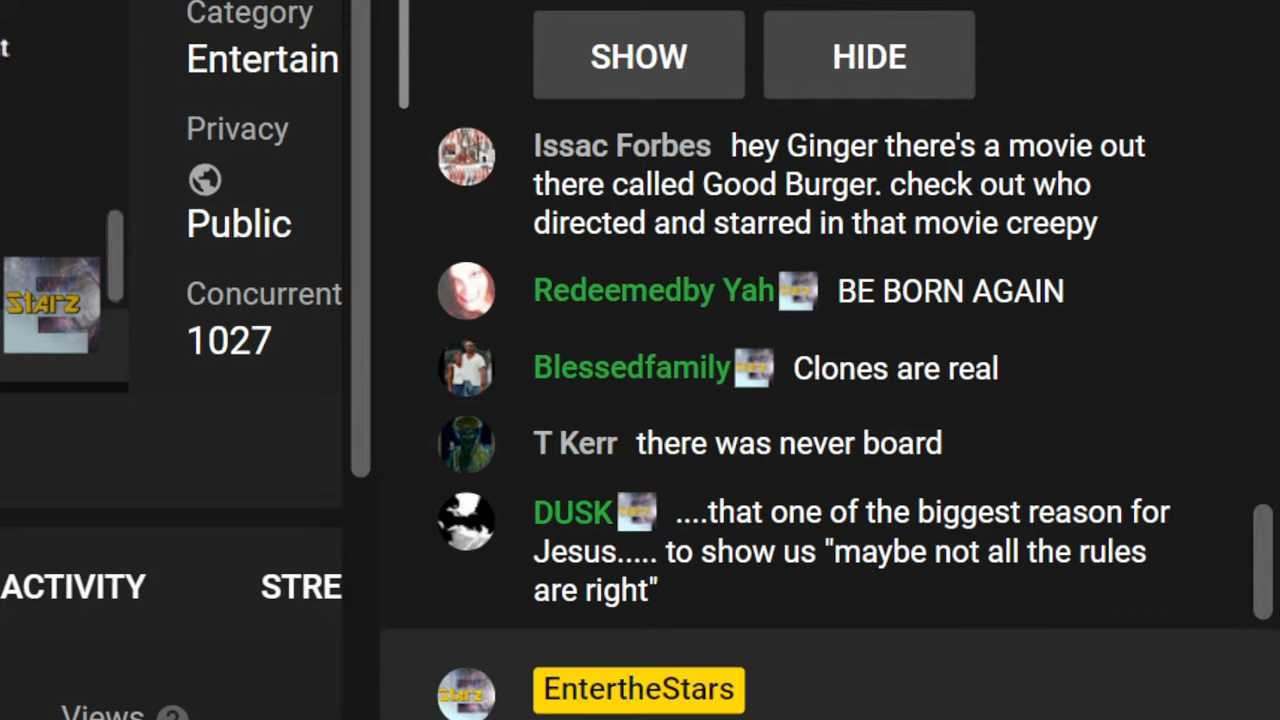 t
Category
Entertain
Privacy
Public
Starz
Concurrent
1027
ACTIVITY STRE
Views ?
SHOW HIDE
Issac Forbes hey Ginger there's a movie out
there called Good Burger. check out who
directed and starred in that movie creepy
Redeemedby Yah BE BORN AGAIN
Blessedfamily Clones are real
T Kerr there was never board
DUSK ....that one of the biggest reason for
Jesus..... to show us "maybe not all the rules
are right"
Starz EntertheStars